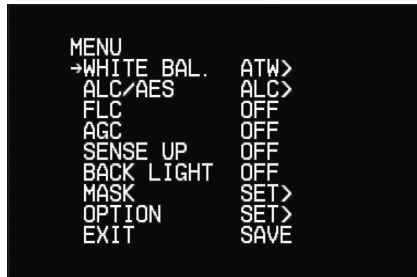 MENU
→WHITE BAL. ATW>
ALC/AES ALC>
FLC OFF
AGC OFF
SENSE UP OFF
BACK LIGHT OFF
MASK SET>
OPTION SET>
EXIT SAVE